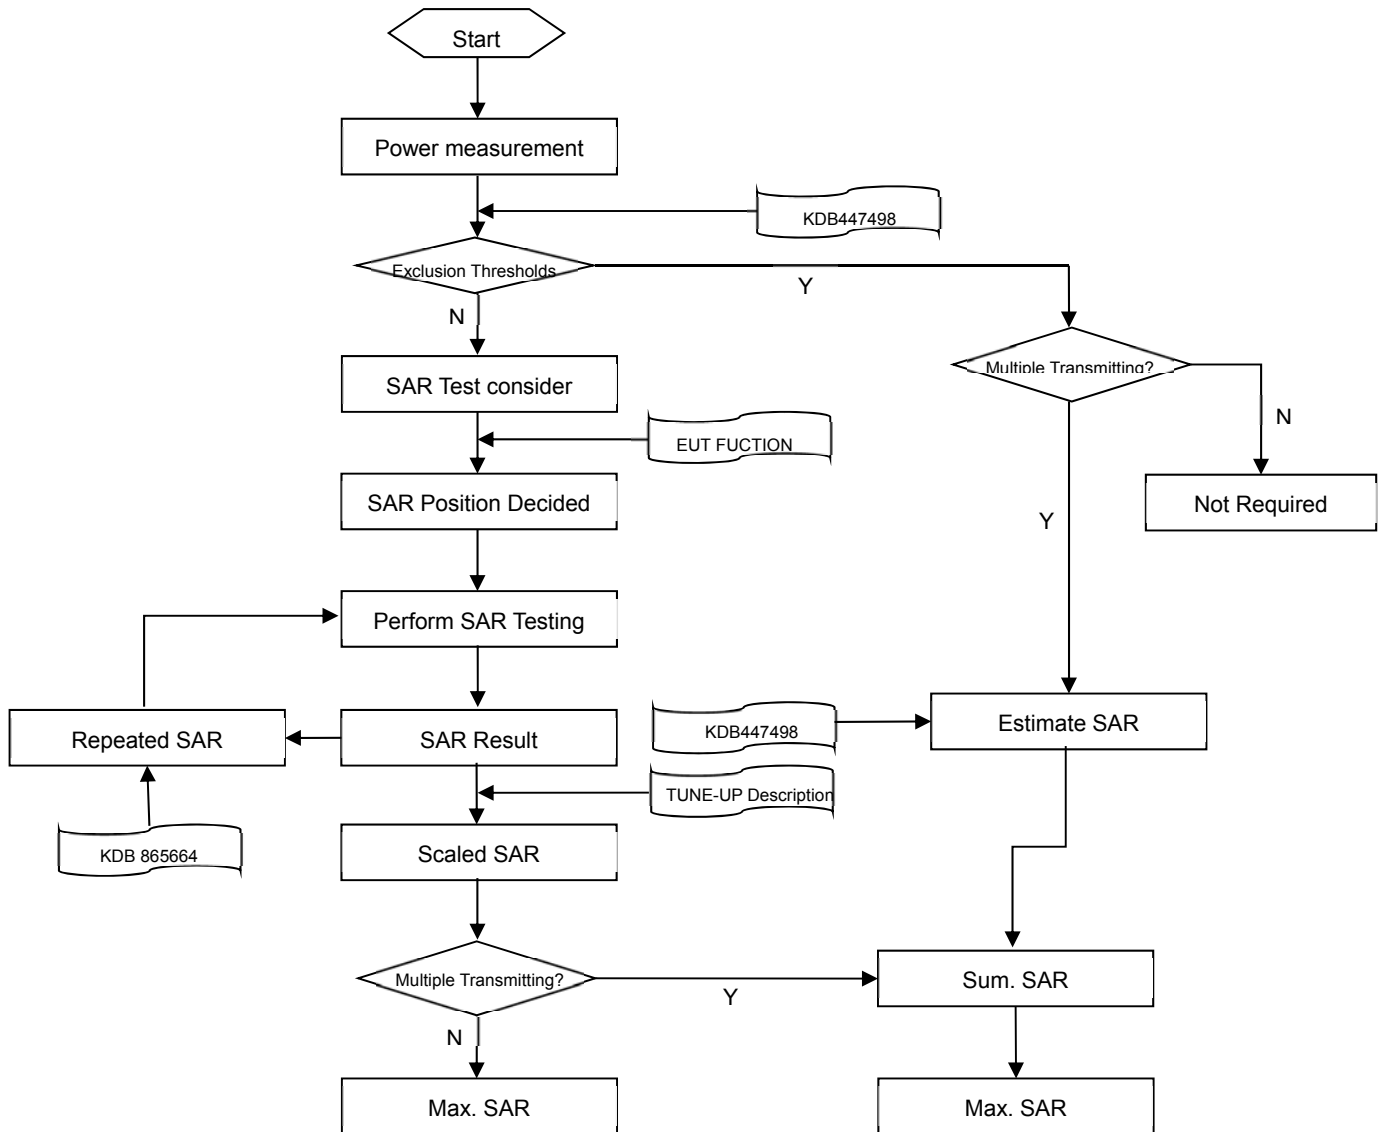 Start
Power measurement
KDB447498
Exclusion Thresholds
Y
N
Multiple Transmitting?
SAR Test consider
N
EUT FUCTION
SAR Position Decided
Not Required
Y
Perform SAR Testing
Repeated SAR
SAR Result
KDB447498
Estimate SAR
TUNE-UP Description
KDB 865664
Scaled SAR
Multiple Transmitting?
Y
Sum. SAR
N
Max. SAR
Max. SAR